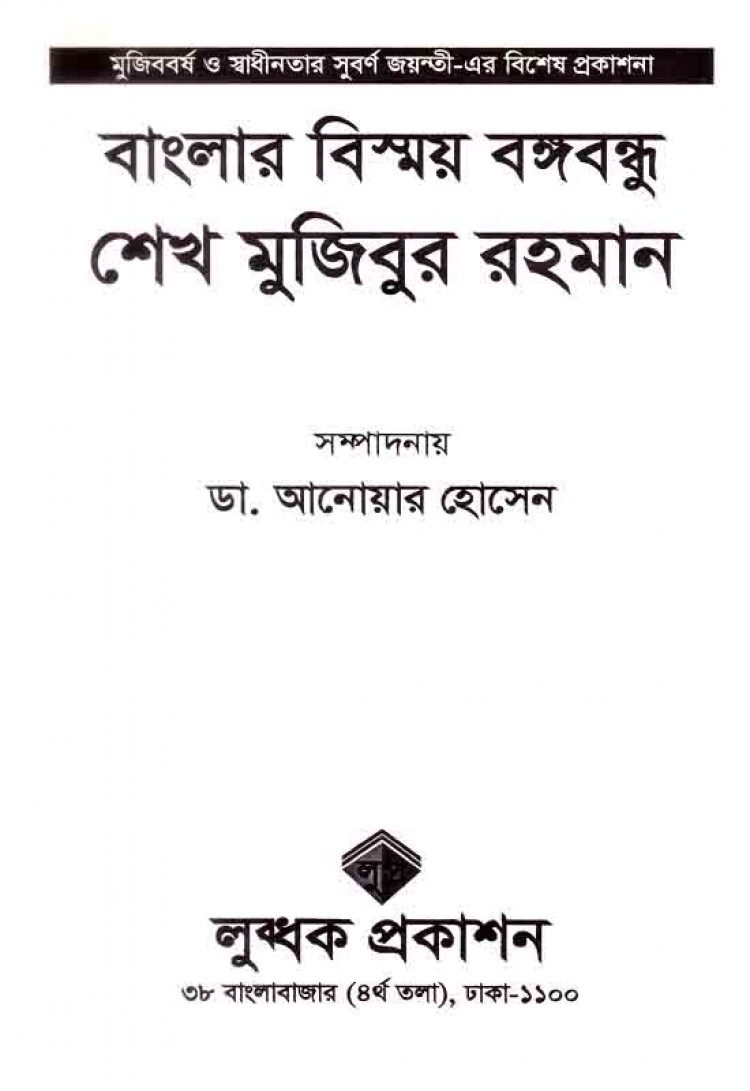 মুজিববর্ষ ও স্বাধীনতার সুবর্ণ জয়ন্তী-এর বিশেষ প্রকাশনা
বাংলার বিস্ময় বঙ্গবন্ধু
শেখ মুজিবুর রহমান
সম্পাদনায়
ডা. আনোয়ার হোসেন
লুব্ধক প্রকাশন
৩৮ বাংলাবাজার (৪র্থ তলা), ঢাকা-১১০০